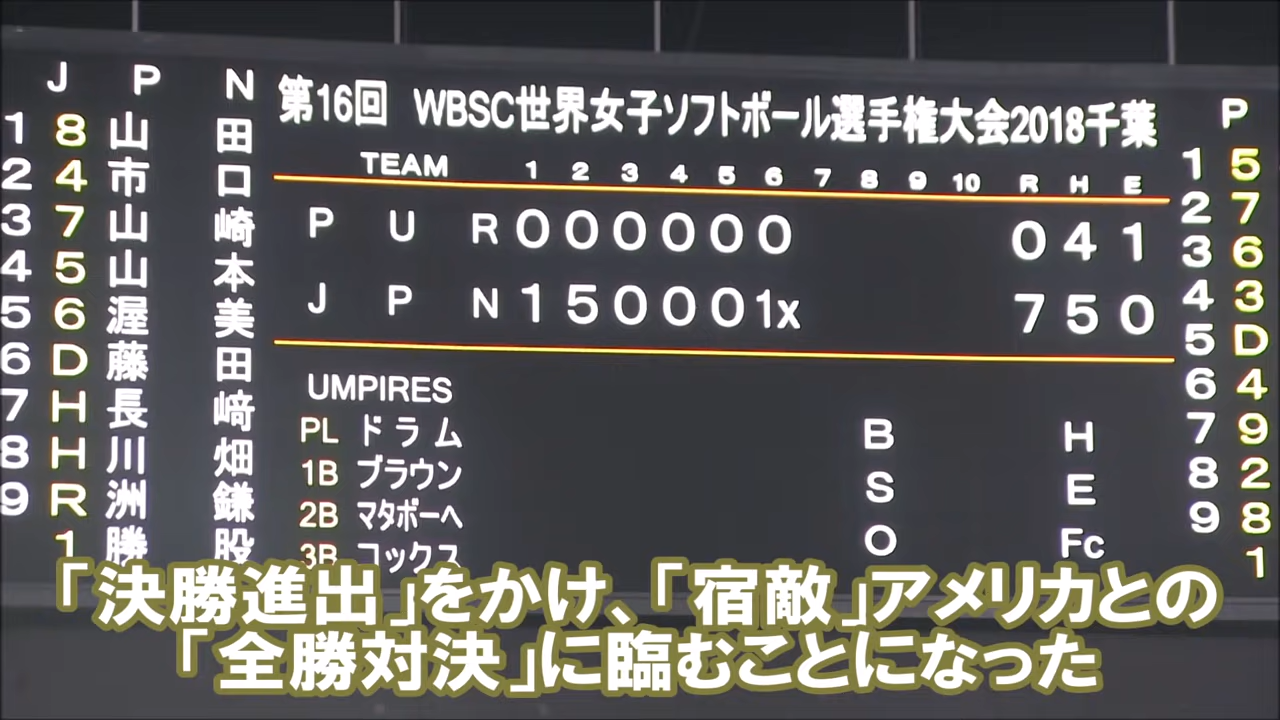 J P N
1 8 山田
2 4 市口
3 7 山崎
4 5 山本
5 6 渥美
6 D 藤田
7 H 長﨑
8 H 川畑
9 R 洲鎌
1 勝股
第16回 WBSC世界女子ソフトボール選手権大会2018千葉
TEAM 1 2 3 4 5 6 7 8 9 10 R H E
P U R 0 0 0 0 0 0 0 4 1
J P N 1 5 0 0 0 1x 7 5 0
UMPIRES
PL ドラム
1B ブラウン
2B マタボーヘ
3B コックス
B H
S E
O Fc
P
1 5
2 7
3 6
4 3
5 D
6 4
7 9
8 2
9 8
1
「決勝進出」をかけ、「宿敵」アメリカとの
「全勝対決」に臨むことになった